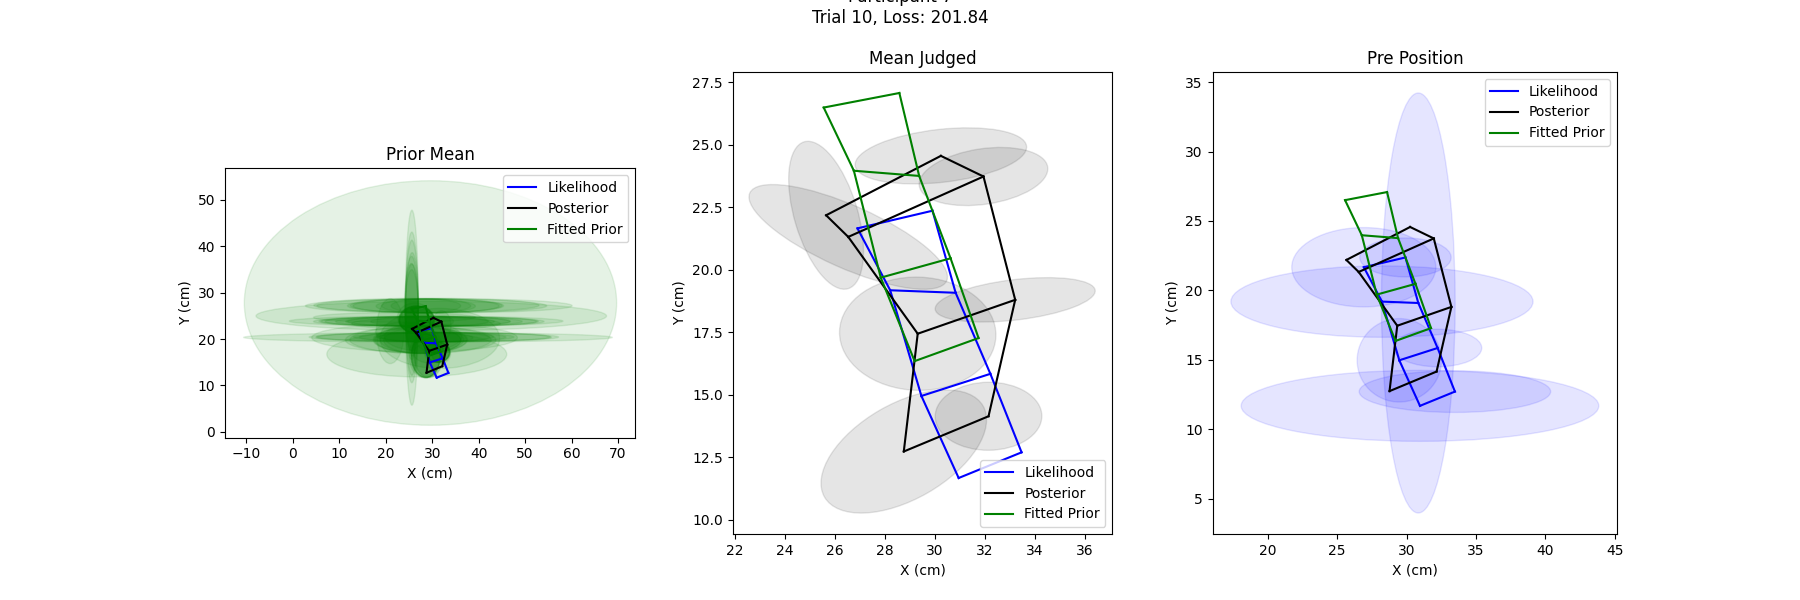 Trial 10, Loss: 201.84
Prior Mean
Likelihood
Posterior
Fitted Prior
Y (cm)
50
40
30
20
10
0
−10
0
10
20
30
40
50
60
70
X (cm)
Mean Judged
Y (cm)
27.5
25.0
22.5
20.0
17.5
15.0
12.5
10.0
Likelihood
Posterior
Fitted Prior
22
24
26
28
30
32
34
36
X (cm)
Pre Position
Likelihood
Posterior
Fitted Prior
Y (cm)
35
30
25
20
15
10
5
20
25
30
35
40
45
X (cm)